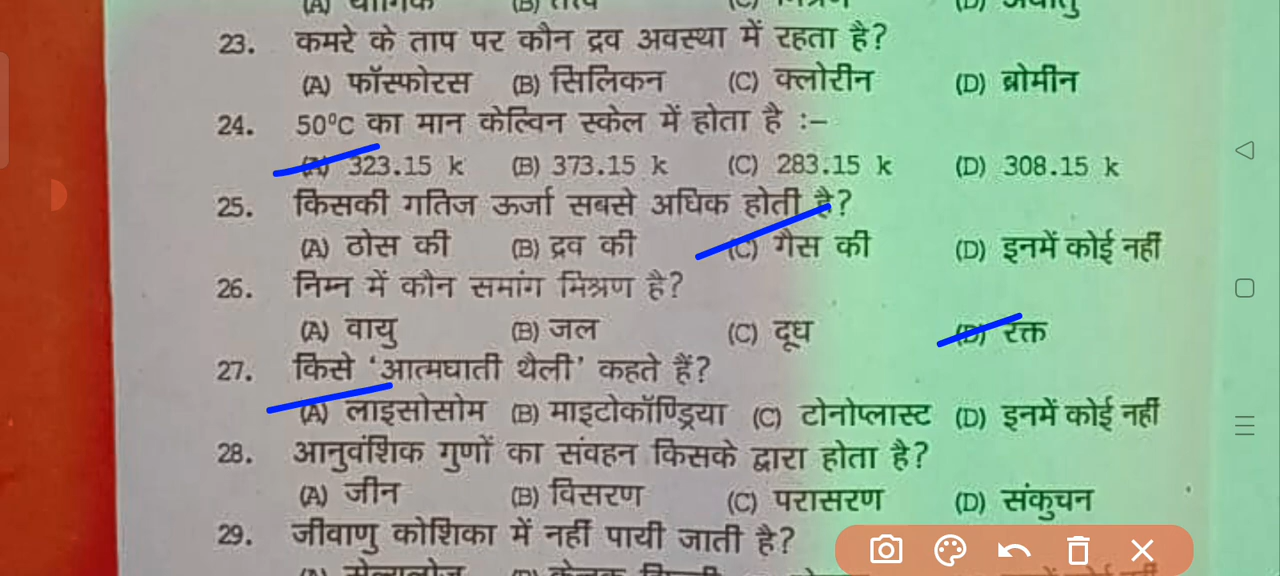 23. कमरे के ताप पर कौन द्रव अवस्था में रहता है?
(A) फॉस्फोरस (B) सिलिकन (C) क्लोरीन (D) ब्रोमीन
24. 50°C का मान केल्विन स्केल में होता है :–
(A) 323.15 k (B) 373.15 k (C) 283.15 k (D) 308.15 k
25. किसकी गतिज ऊर्जा सबसे अधिक होती है?
(A) ठोस की (B) द्रव की (C) गैस की (D) इनमें कोई नहीं
26. निम्न में कौन समांग मिश्रण है?
(A) वायु (B) जल (C) दूध (D) रक्त
27. किसे 'आत्मघाती थैली' कहते हैं?
(A) लाइसोसोम (B) माइटोकॉण्ड्रिया (C) टोनोप्लास्ट (D) इनमें कोई नहीं
28. आनुवंशिक गुणों का संवहन किसके द्वारा होता है?
(A) जीन (B) विसरण (C) परासरण (D) संकुचन
29. जीवाणु कोशिका में नहीं पायी जाती है?